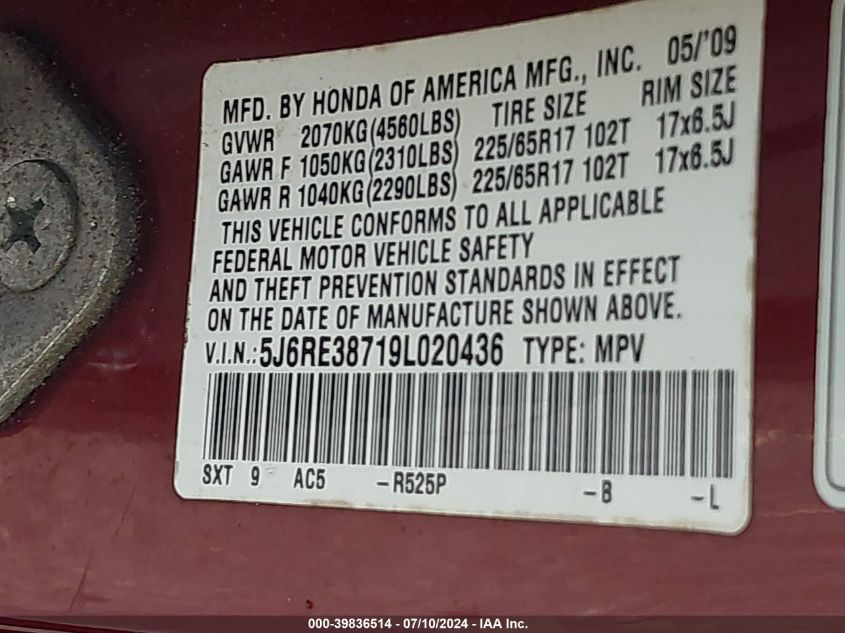 MFD. BY HONDA OF AMERICA MFG., INC. 05/'09
GVWR 2070KG(4560LBS) TIRE SIZE RIM SIZE
GAWR F 1050KG(2310LBS) 225/65R17 102T 17x6.5J
GAWR R 1040KG(2290LBS) 225/65R17 102T 17x6.5J
THIS VEHICLE CONFORMS TO ALL APPLICABLE
FEDERAL MOTOR VEHICLE SAFETY
AND THEFT PREVENTION STANDARDS IN EFFECT
ON THE DATE OF MANUFACTURE SHOWN ABOVE.
V.I.N.: 5J6RE38719L020436 TYPE: MPV
SXT 9 AC5 -R525P -B -L
000-39836514 - 07/10/2024 - IAA Inc.